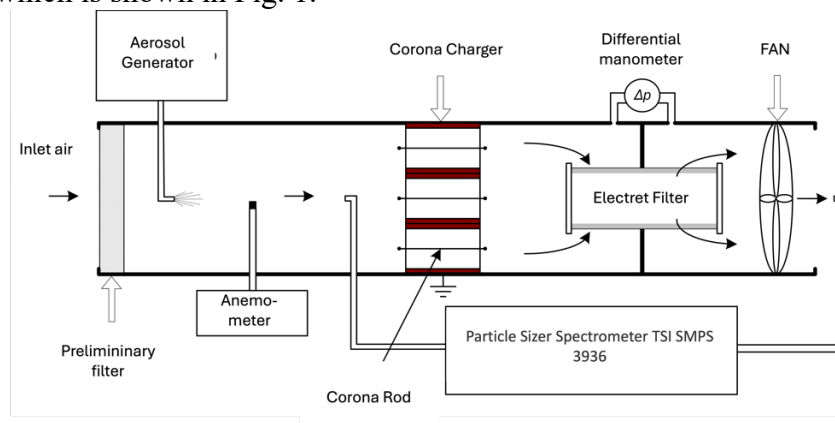 which is shown in Fig. 1.
Aerosol
Generator
Corona Charger
Differential
manometer
FAN
Δp
Inlet air
Electret Filter
Anemo-
meter
Prelimininary
filter
Particle Sizer Spectrometer TSI SMPS
3936
Corona Rod